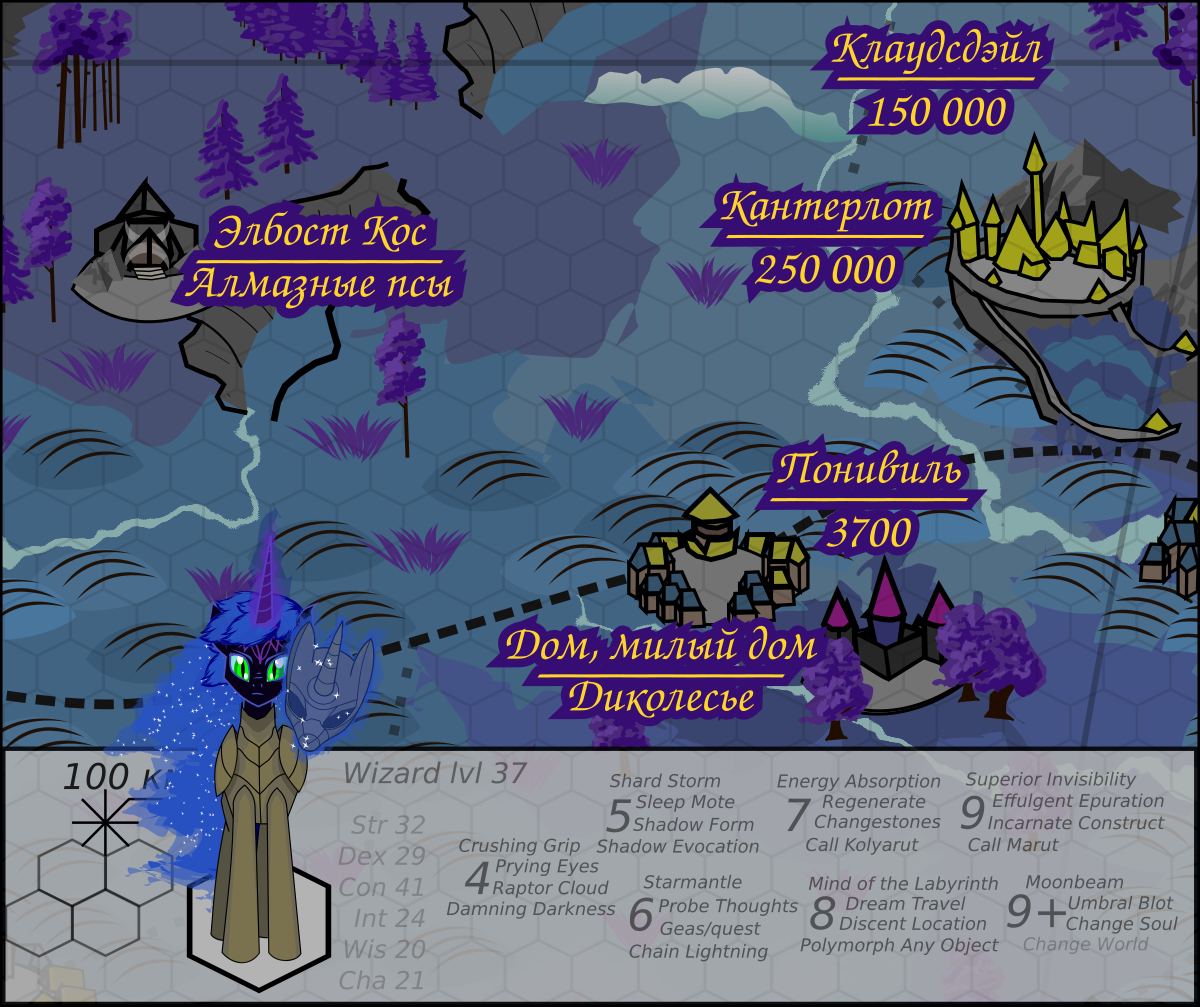 Клаудсдэйл
150 000
Кантерлот
250 000
Элбост Кос
Алмазные псы
Понивиль
3700
Дом, милый дом
Диколесье
100 к
Wizard lvl 37
Str 32
Dex 29
Con 41
Int 24
Wis 20
Cha 21
4
Crushing Grip
Prying Eyes
Raptor Cloud
Damning Darkness
5
Shard Storm
Sleep Mote
Shadow Form
Shadow Evocation
6
Starmantle
Probe Thoughts
Geas/quest
Chain Lightning
7
Energy Absorption
Regenerate
Changestones
Call Kolyarut
8
Mind of the Labyrinth
Dream Travel
Discent Location
Polymorph Any Object
9
Superior Invisibility
Effulgent Epuration
Incarnate Construct
Call Marut
9+
Moonbeam
Umbral Blot
Change Soul
Change World